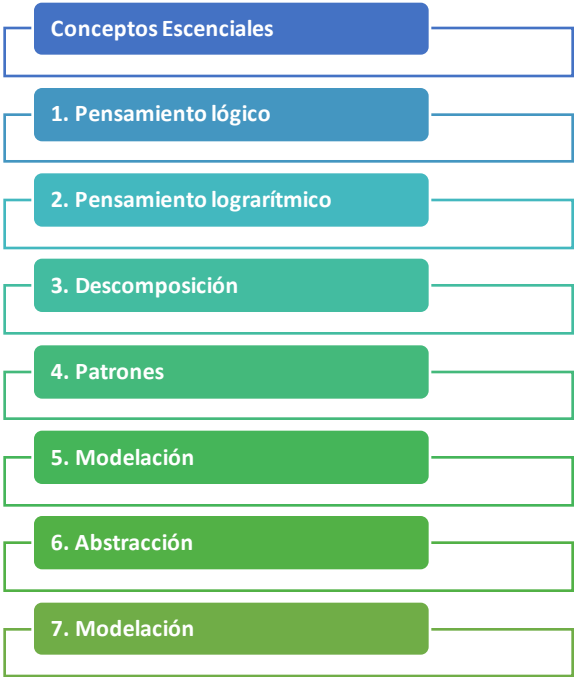 Conceptos Escenciales
1. Pensamiento lógico
2. Pensamiento lograrítmico
3. Descomposición
4. Patrones
5. Modelación
6. Abstracción
7. Modelación